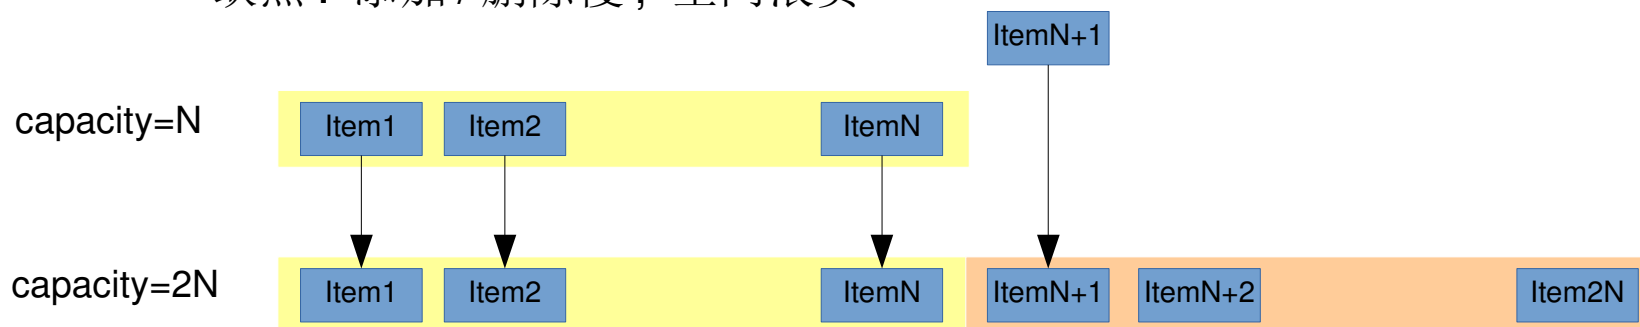 ItemN+1
capacity=N Item1 Item2 ItemN
capacity=2N Item1 Item2 ItemN ItemN+1 ItemN+2 Item2N